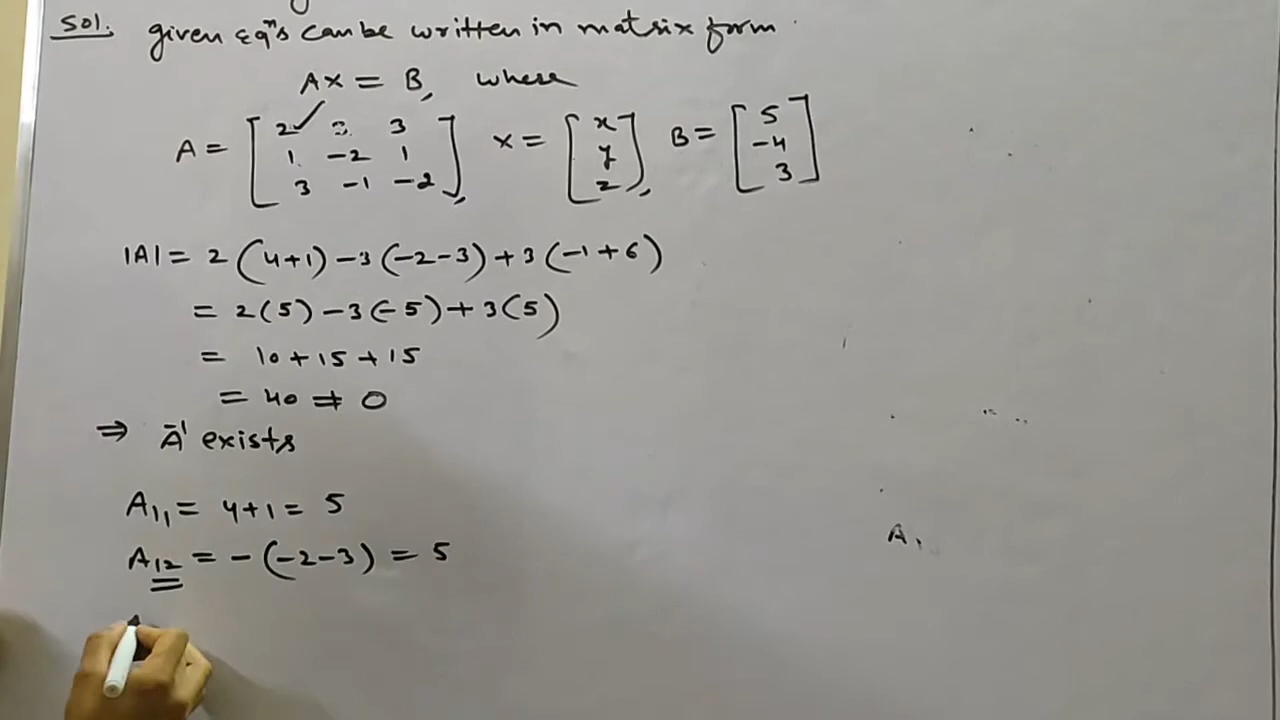 Sol. given Eqⁿs can be written in matrix form
AX = B, where
A = [ 2 3 3 ; 1 -2 1 ; 3 -1 -2 ], X = [ x ; y ; z ], B = [ 5 ; -4 ; 3 ]
|A| = 2 (4+1) -3 (-2-3) +3 (-1+6)
= 2(5) -3(-5) +3(5)
= 10+15+15
= 40 ≠ 0
⇒ A⁻¹ exists
A₁₁ = 4+1 = 5
A₁₂ = -(-2-3) = 5